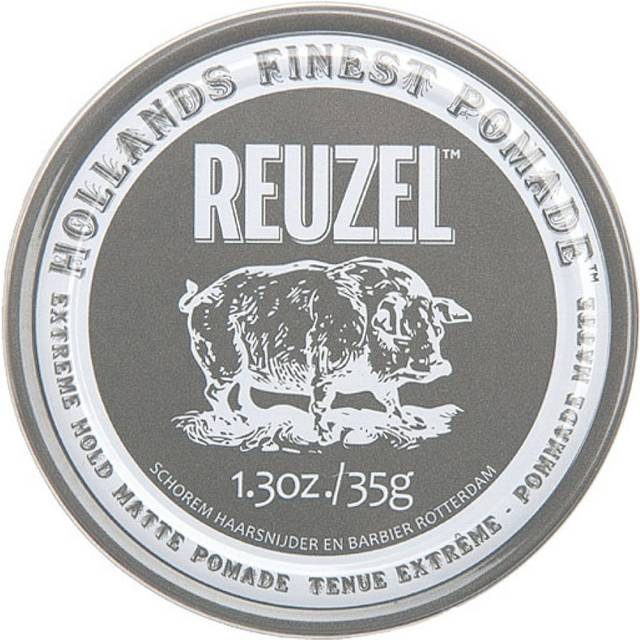 HOLLANDS FINEST POMADE™
REUZEL™
1.3oz./35g
SCHOREM HAARSNIJDER EN BARBIER ROTTERDAM
EXTREME HOLD MATTE POMADE TENUE EXTRÊME - POMMADE MATTE